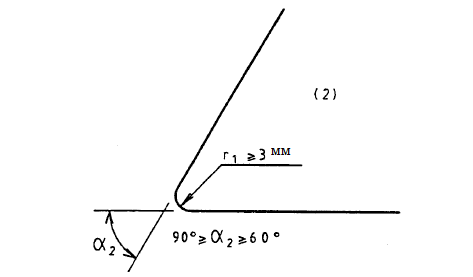 (2)
r₁ ≥ 3 мм
α₂
90° ≥ α₂ ≥ 60°